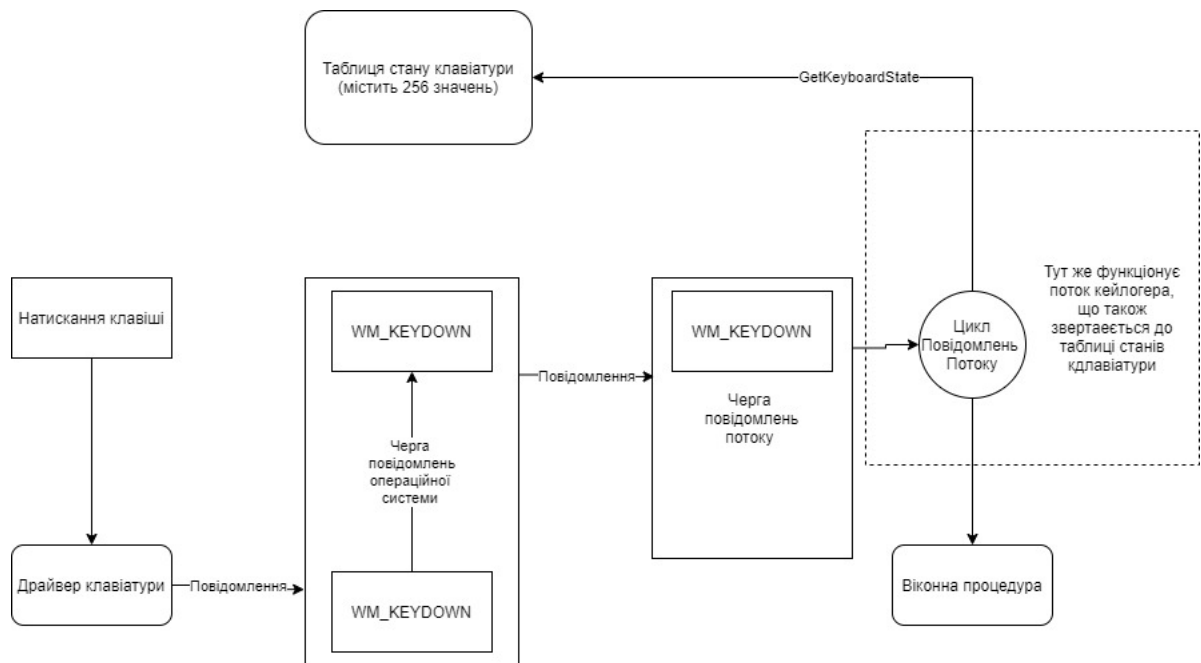 Таблиця стану клавіатури
(містить 256 значень)
GetKeyboardState
Натискання клавіші
WM_KEYDOWN
Черга
повідомлень
операційної
системи
WM_KEYDOWN
Драйвер клавіатури
Повідомлення
Повідомлення
WM_KEYDOWN
Черга
повідомлень
потоку
Цикл
Повідомлень
Потоку
Тут же функціонує
поток кейлогера,
що також
звертаеється до
таблиці станів
кдлавіатури
Віконна процедура